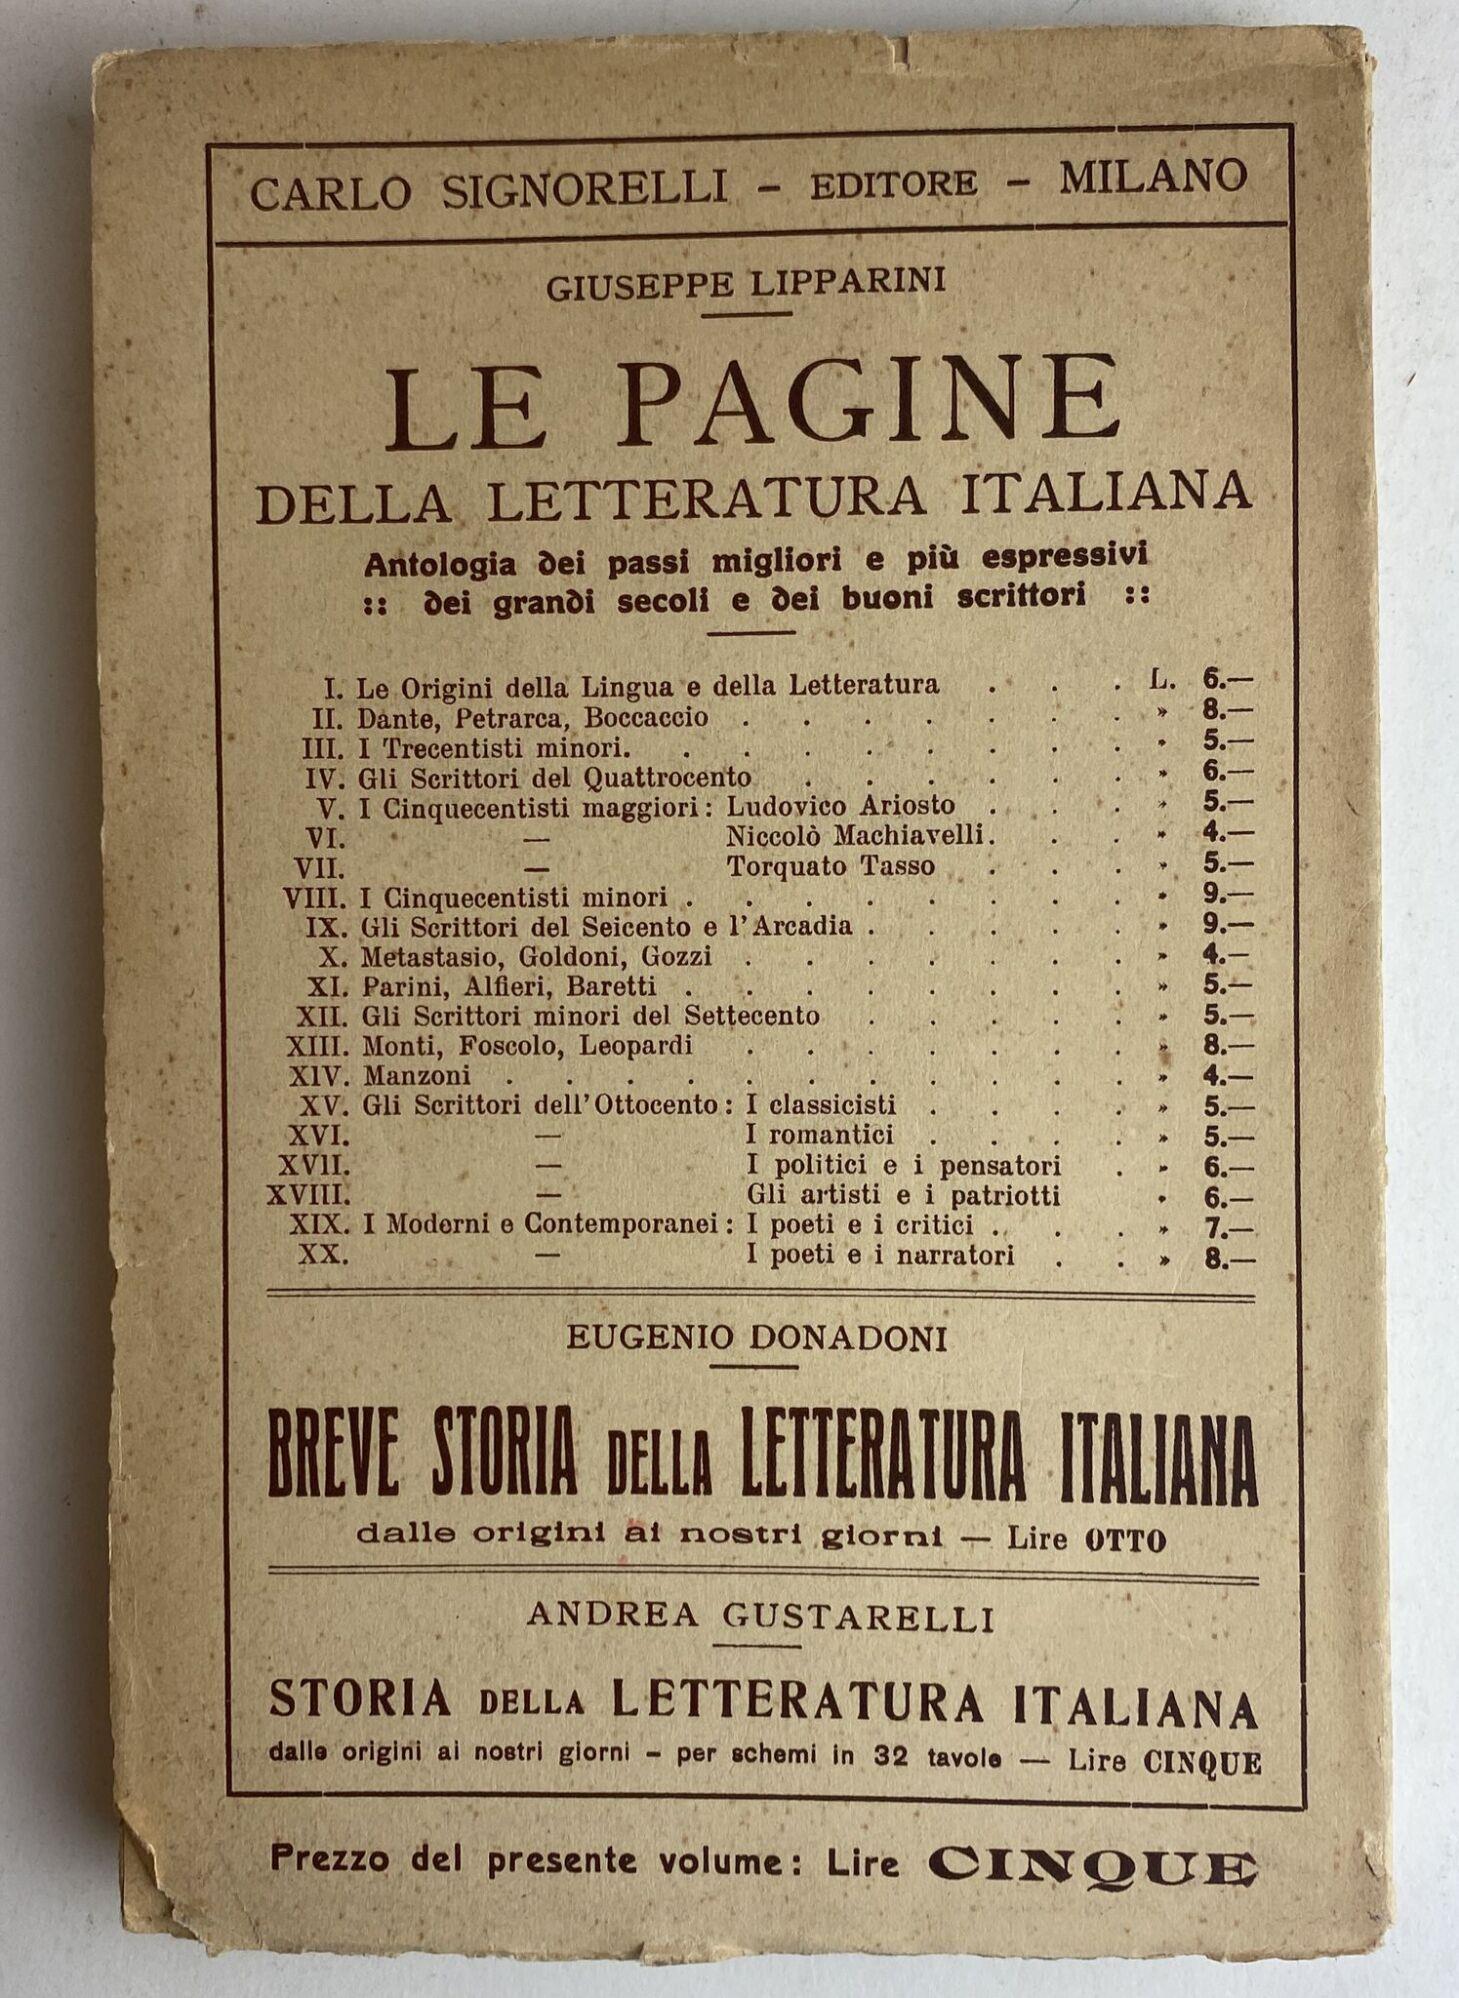 CARLO SIGNORELLI - EDITORE - MILANO
GIUSEPPE LIPPARINI
LE PAGINE
DELLA LETTERATURA ITALIANA
Antologia dei passi migliori e più espressivi
:: dei grandi secoli e dei buoni scrittori ::
I. Le Origini della Lingua e della Letteratura . . . L. 6.—
II. Dante, Petrarca, Boccaccio . . . . . . . » 8.—
III. I Trecentisti minori. . . . . . . . . » 5.—
IV. Gli Scrittori del Quattrocento . . . . . . » 6.—
V. I Cinquecentisti maggiori: Ludovico Ariosto . . . » 5.—
VI. — Niccolò Machiavelli. . . » 4.—
VII. — Torquato Tasso . . . » 5.—
VIII. I Cinquecentisti minori . . . . . . . . » 9.—
IX. Gli Scrittori del Seicento e l'Arcadia . . . . . » 9.—
X. Metastasio, Goldoni, Gozzi . . . . . . . » 4.—
XI. Parini, Alfieri, Baretti . . . . . . . . » 5.—
XII. Gli Scrittori minori del Settecento . . . . . » 5.—
XIII. Monti, Foscolo, Leopardi . . . . . . . » 8.—
XIV. Manzoni . . . . . . . . . . . » 4.—
XV. Gli Scrittori dell'Ottocento: I classicisti . . . . » 5.—
XVI. — I romantici . . . . » 5.—
XVII. — I politici e i pensatori . » 6.—
XVIII. — Gli artisti e i patriotti » 6.—
XIX. I Moderni e Contemporanei: I poeti e i critici . . . » 7.—
XX. — I poeti e i narratori . . » 8.—
EUGENIO DONADONI
BREVE STORIA DELLA LETTERATURA ITALIANA
dalle origini ai nostri giorni — Lire OTTO
ANDREA GUSTARELLI
STORIA DELLA LETTERATURA ITALIANA
dalle origini ai nostri giorni - per schemi in 32 tavole — Lire CINQUE
Prezzo del presente volume: Lire CINQUE